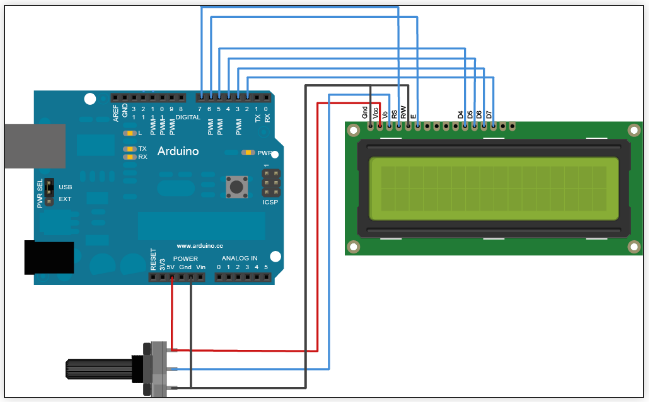 AREF
GND
13
12
PWM 11
PWM 10
PWM 9
8
DIGITAL
7
PWM 6
PWM 5
4
PWM 3
2
TX 1
RX 0
L
TX
RX
Arduino
PWR
1
ICSP
PWR SEL
USB
EXT
www.arduino.cc
RESET
3V3
5V
POWER
Gnd
Vin
ANALOG IN
0 1 2 3 4 5
Gnd
Vcc
Vo
RS
R/W
E
D4
D5
D6
D7